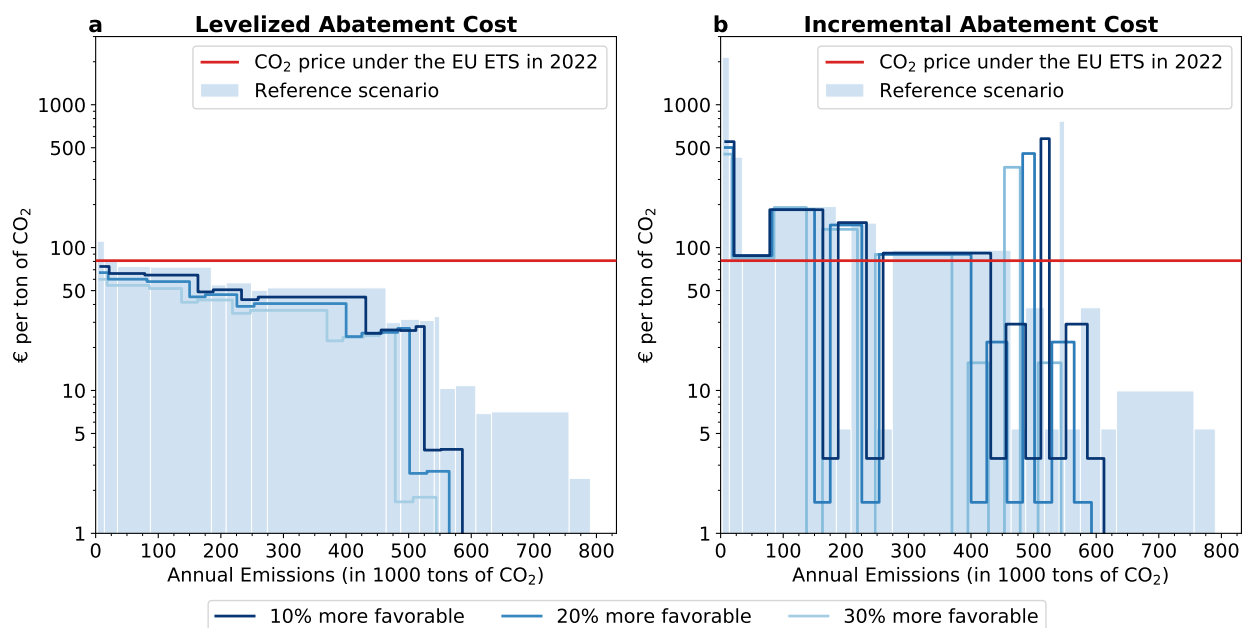 a Levelized Abatement Cost
CO₂ price under the EU ETS in 2022
Reference scenario
1000
500
100
50
10
5
1
€ per ton of CO₂
0 100 200 300 400 500 600 700 800
Annual Emissions (in 1000 tons of CO₂)
b Incremental Abatement Cost
CO₂ price under the EU ETS in 2022
Reference scenario
1000
500
100
50
10
5
1
€ per ton of CO₂
0 100 200 300 400 500 600 700 800
Annual Emissions (in 1000 tons of CO₂)
10% more favorable 20% more favorable 30% more favorable